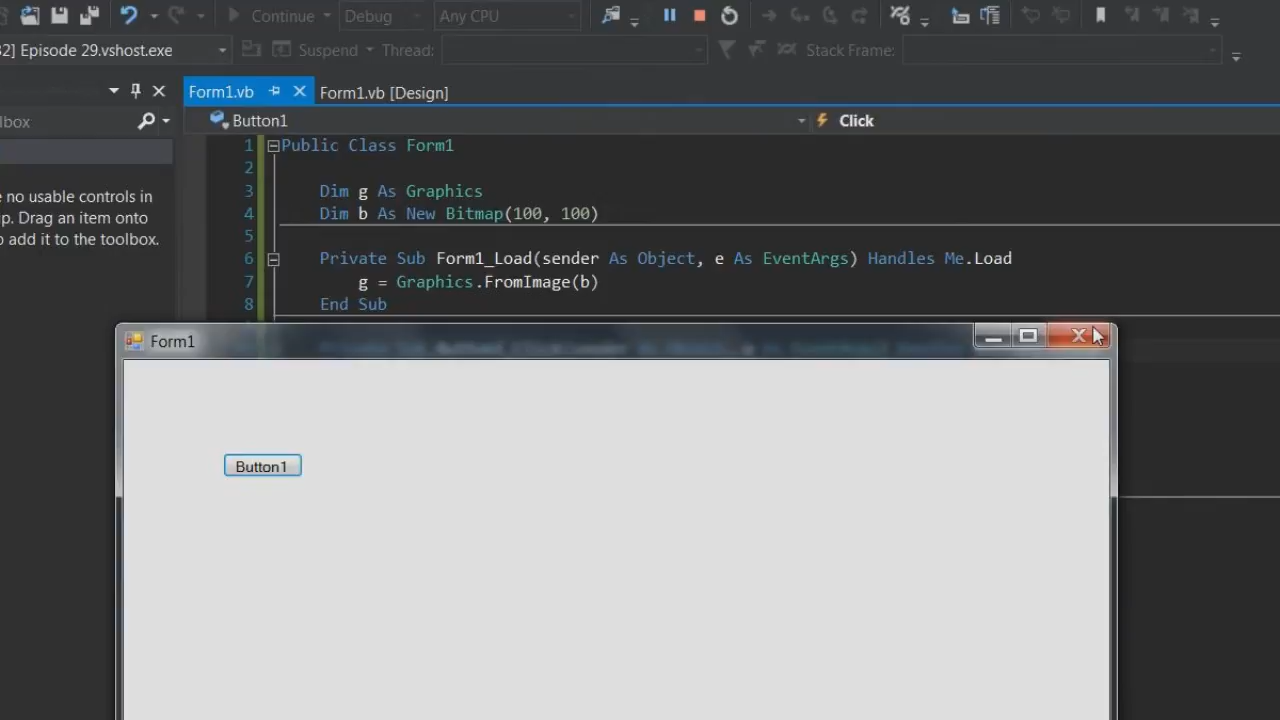 Continue Debug Any CPU
32] Episode 29.vshost.exe Suspend Thread: Stack Frame:
Form1.vb Form1.vb [Design]
lbox Button1 Click
1 Public Class Form1
2
no usable controls in 3 Dim g As Graphics
p. Drag an item onto 4 Dim b As New Bitmap(100, 100)
add it to the toolbox. 5
6 Private Sub Form1_Load(sender As Object, e As EventArgs) Handles Me.Load
7 g = Graphics.FromImage(b)
8 End Sub
Form1
Button1